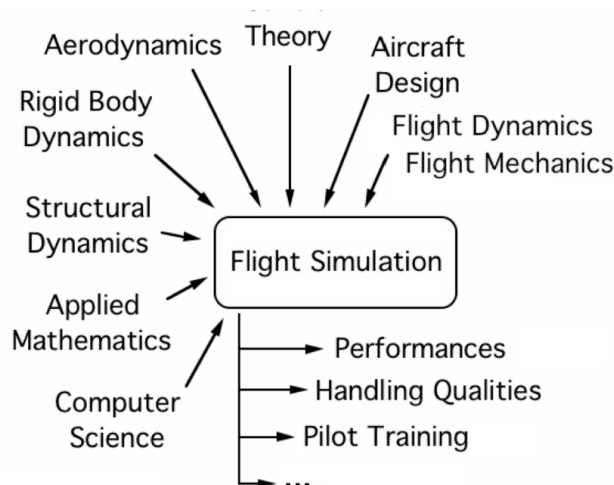 Theory
Aerodynamics
Aircraft
Design
Rigid Body
Dynamics
Flight Dynamics
Flight Mechanics
Structural
Dynamics
Flight Simulation
Applied
Mathematics
Performances
Handling Qualities
Computer
Science
Pilot Training
...